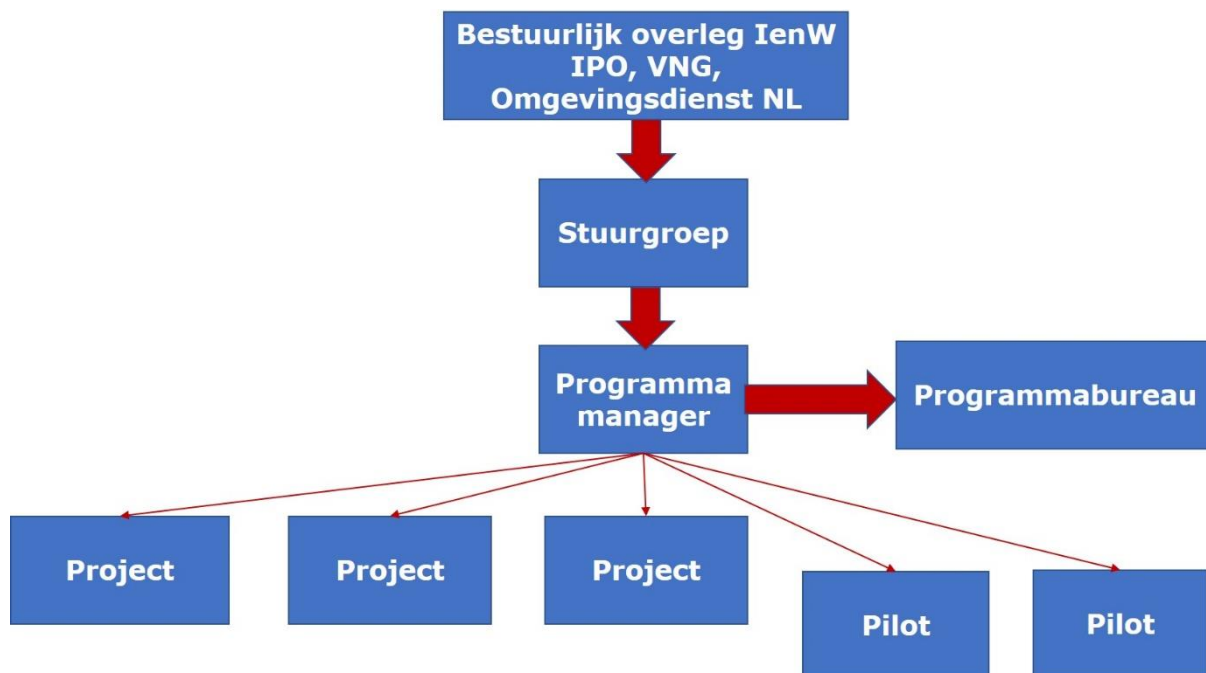 Bestuurlijk overleg IenW
IPO, VNG,
Omgevingsdienst NL
Stuurgroep
Programma
manager
Programmabureau
Project
Project
Project
Pilot
Pilot